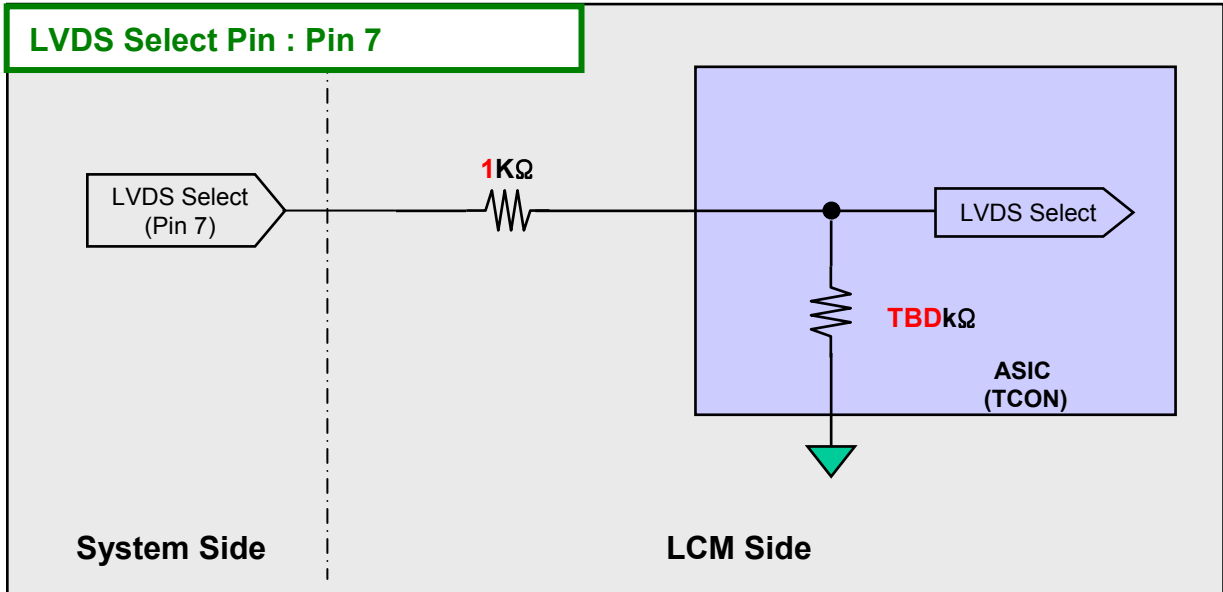 LVDS Select Pin : Pin 7
1KΩ
LVDS Select
(Pin 7)
LVDS Select
TBDkΩ
ASIC
(TCON)
System Side
LCM Side